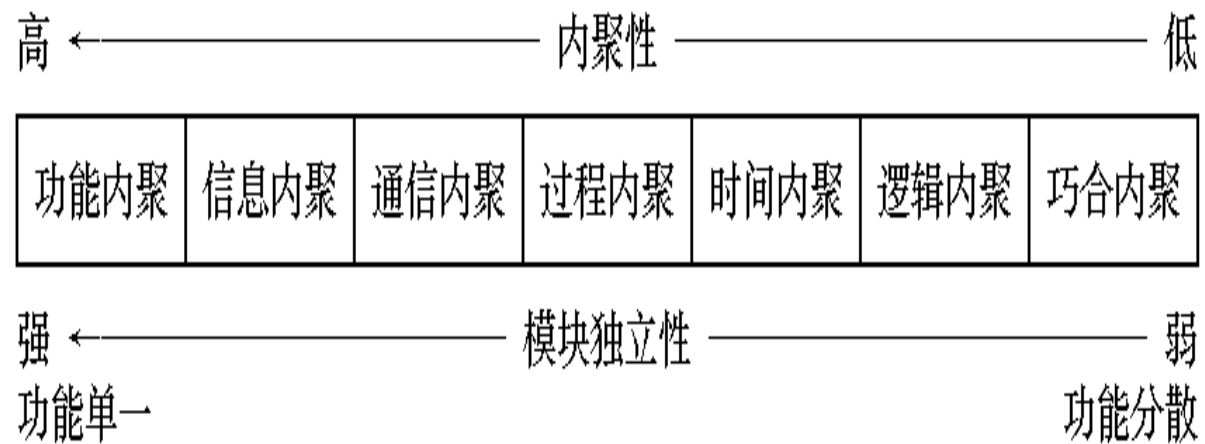 高 内聚性 低
功能内聚 信息内聚 通信内聚 过程内聚 时间内聚 逻辑内聚 巧合内聚
强 模块独立性 弱
功能单一 功能分散